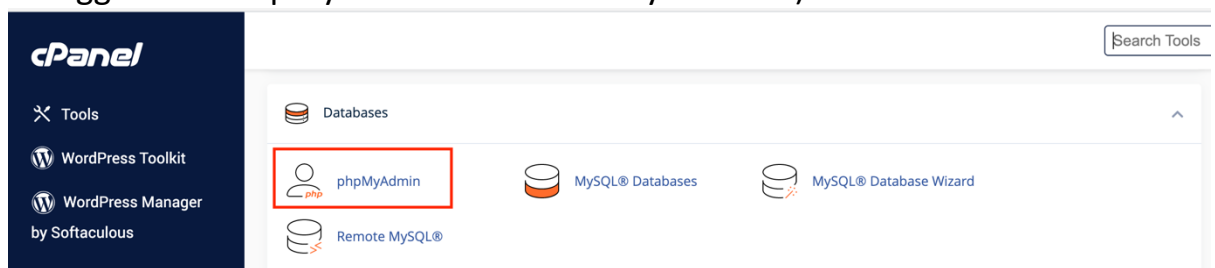 cPanel
Search Tools
Tools
Databases
WordPress Toolkit
phpMyAdmin
php
MySQL® Databases
MySQL® Database Wizard
WordPress Manager
by Softaculous
Remote MySQL®